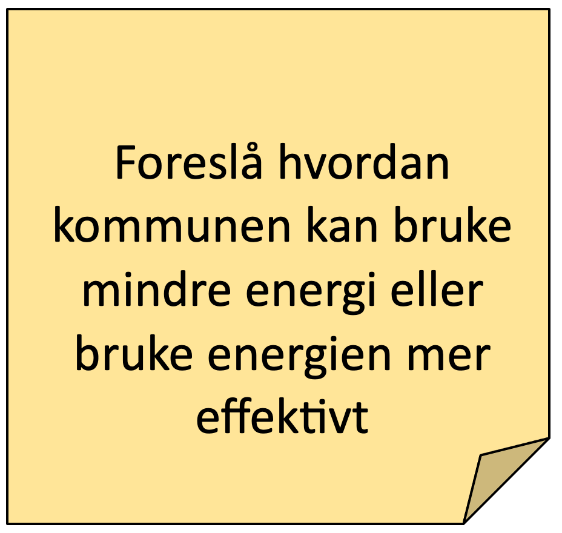 Foreslå hvordan
kommunen kan bruke
mindre energi eller
bruke energien mer
effektivt